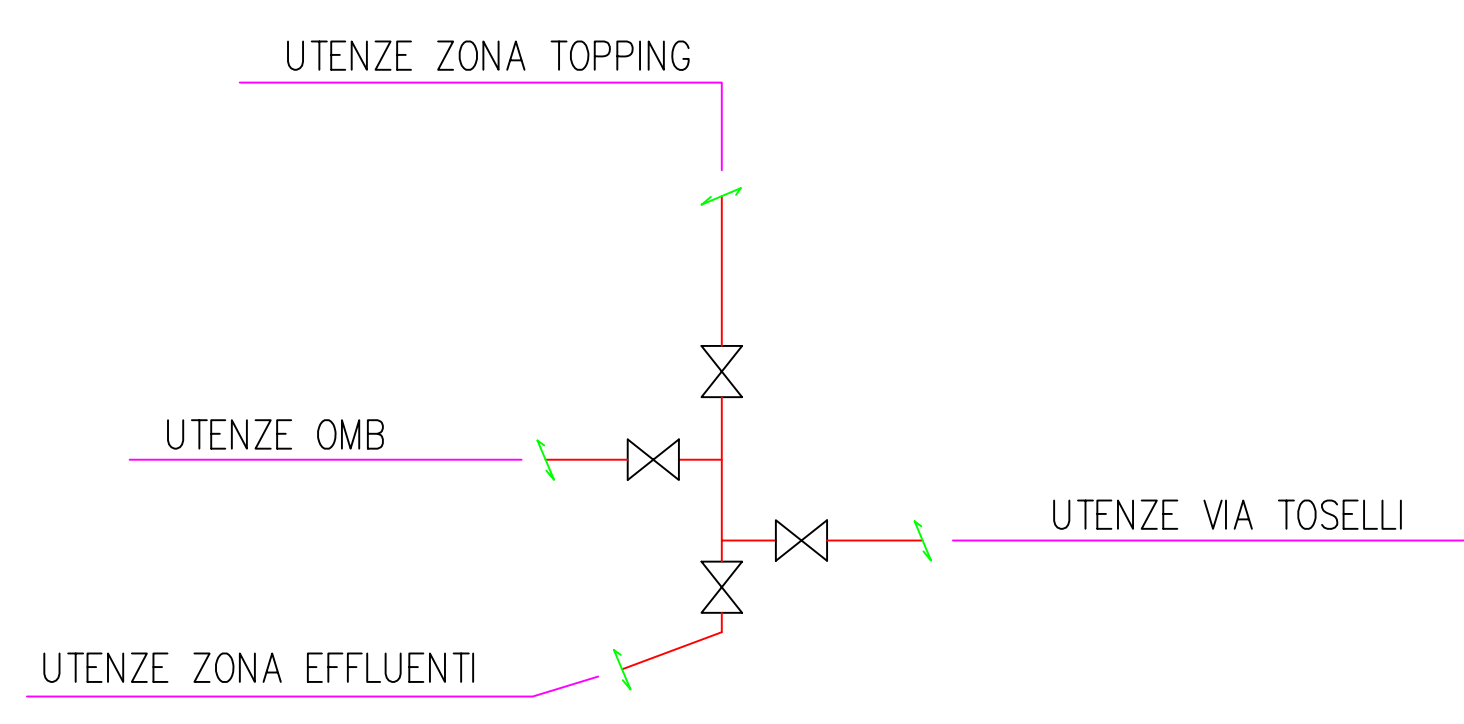 UTENZE ZONA TOPPING
UTENZE OMB
UTENZE VIA TOSELLI
UTENZE ZONA EFFLUENTI